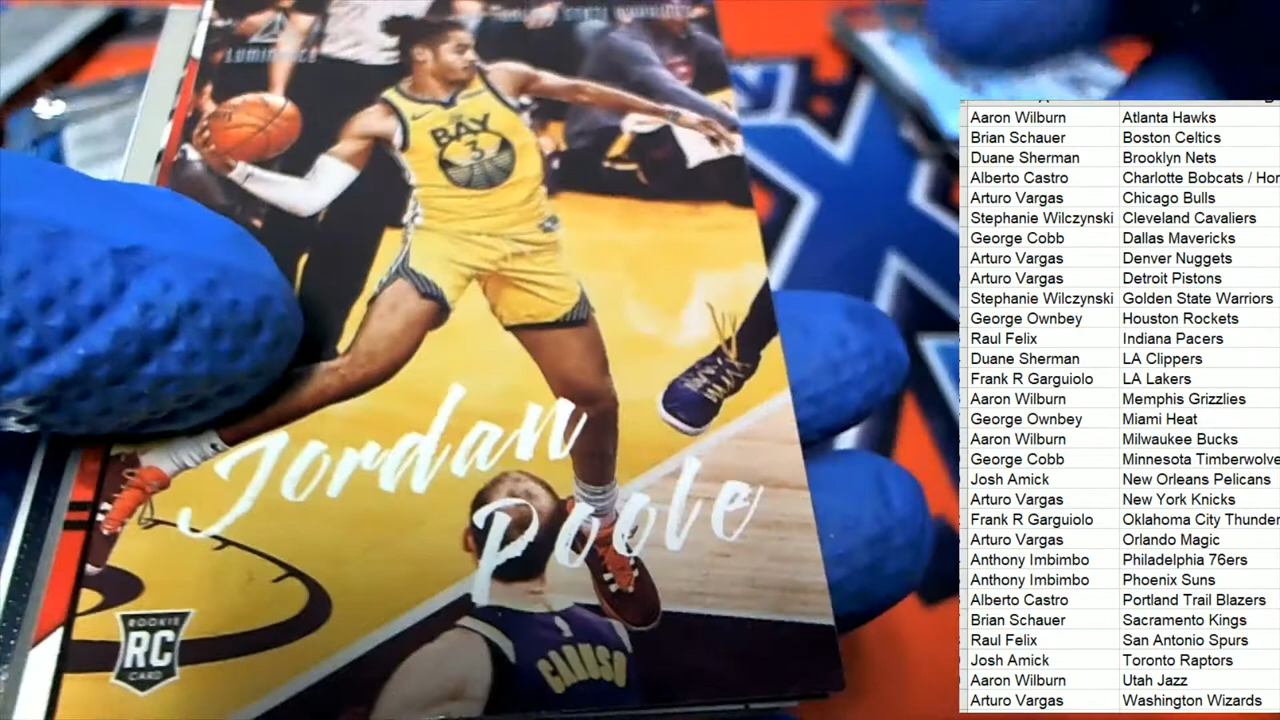 LUMINANCE
BAY
3
Jordan
Poole
ROOKIE
RC
CARD
CARUSO
Aaron Wilburn Atlanta Hawks
Brian Schauer Boston Celtics
Duane Sherman Brooklyn Nets
Alberto Castro Charlotte Bobcats / Hor
Arturo Vargas Chicago Bulls
Stephanie Wilczynski Cleveland Cavaliers
George Cobb Dallas Mavericks
Arturo Vargas Denver Nuggets
Arturo Vargas Detroit Pistons
Stephanie Wilczynski Golden State Warriors
George Ownbey Houston Rockets
Raul Felix Indiana Pacers
Duane Sherman LA Clippers
Frank R Garguiolo LA Lakers
Aaron Wilburn Memphis Grizzlies
George Ownbey Miami Heat
Aaron Wilburn Milwaukee Bucks
George Cobb Minnesota Timberwolve
Josh Amick New Orleans Pelicans
Arturo Vargas New York Knicks
Frank R Garguiolo Oklahoma City Thunder
Arturo Vargas Orlando Magic
Anthony Imbimbo Philadelphia 76ers
Anthony Imbimbo Phoenix Suns
Alberto Castro Portland Trail Blazers
Brian Schauer Sacramento Kings
Raul Felix San Antonio Spurs
Josh Amick Toronto Raptors
Aaron Wilburn Utah Jazz
Arturo Vargas Washington Wizards